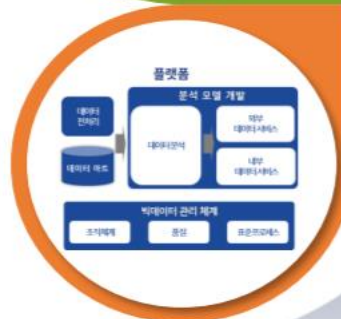 플랫폼
데이터
전처리
데이터 마트
분석 모델 개발
데이터분석
외부
데이터 서비스
내부
데이터 서비스
빅데이터 관리 체계
조직체계
품질
표준프로세스